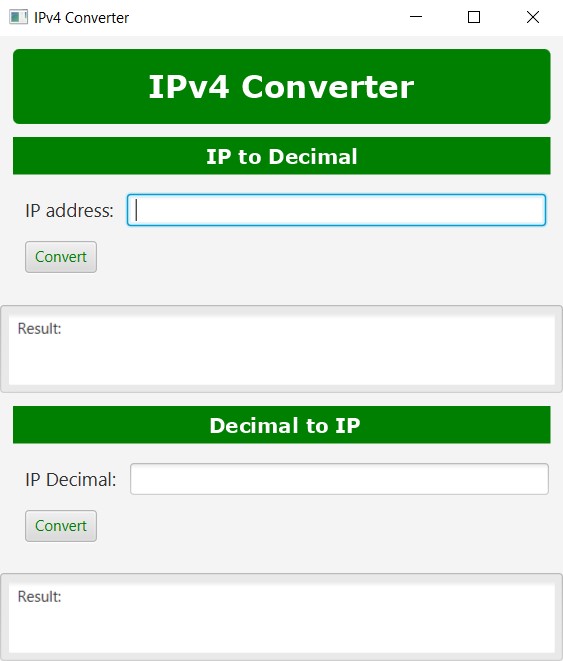 IPv4 Converter
IPv4 Converter
IP to Decimal
IP address:
Convert
Result:
Decimal to IP
IP Decimal:
Convert
Result: